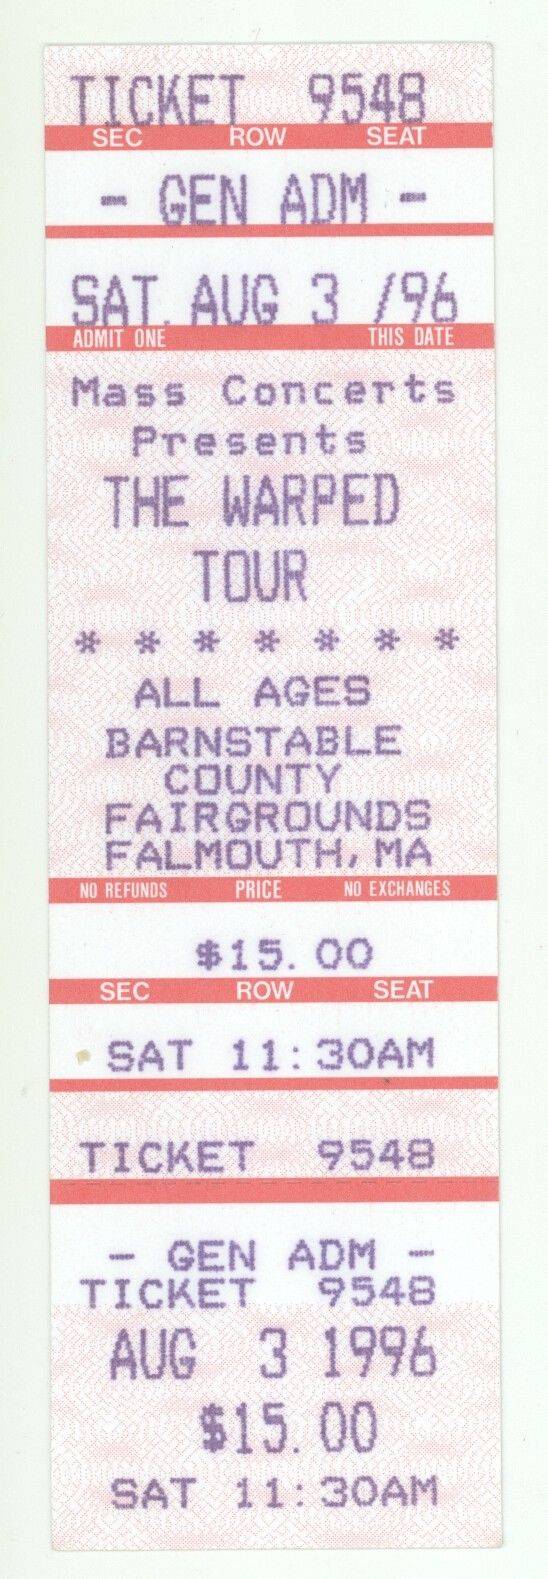 TICKET 9548
SEC ROW SEAT
- GEN ADM -
SAT. AUG 3 /96
ADMIT ONE THIS DATE
Mass Concerts
Presents
THE WARPED
TOUR
* * * * * * *
ALL AGES
BARNSTABLE
COUNTY
FAIRGROUNDS
FALMOUTH, MA
NO REFUNDS PRICE NO EXCHANGES
$15.00
SEC ROW SEAT
SAT 11:30AM
TICKET 9548
- GEN ADM -
TICKET 9548
AUG 3 1996
$15.00
SAT 11:30AM